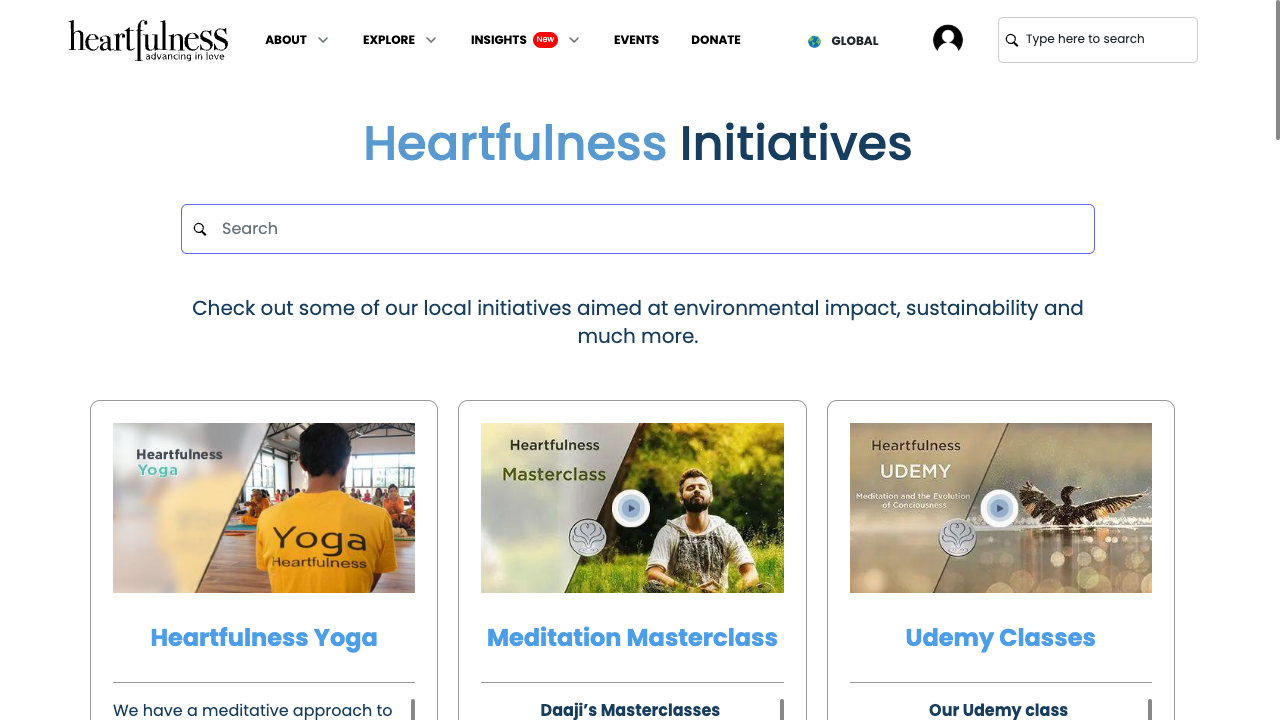 heartfulness
advancing in love
ABOUT
EXPLORE
INSIGHTS New
EVENTS
DONATE
GLOBAL
Type here to search
Heartfulness Initiatives
Search
Check out some of our local initiatives aimed at environmental impact, sustainability and
much more.
Heartfulness
Yoga
Yoga
Heartfulness
Heartfulness Yoga
We have a meditative approach to
Heartfulness
Masterclass
Meditation Masterclass
Daaji’s Masterclasses
Heartfulness
UDEMY
Meditation and the Evolution
of Conciousness
Udemy Classes
Our Udemy class